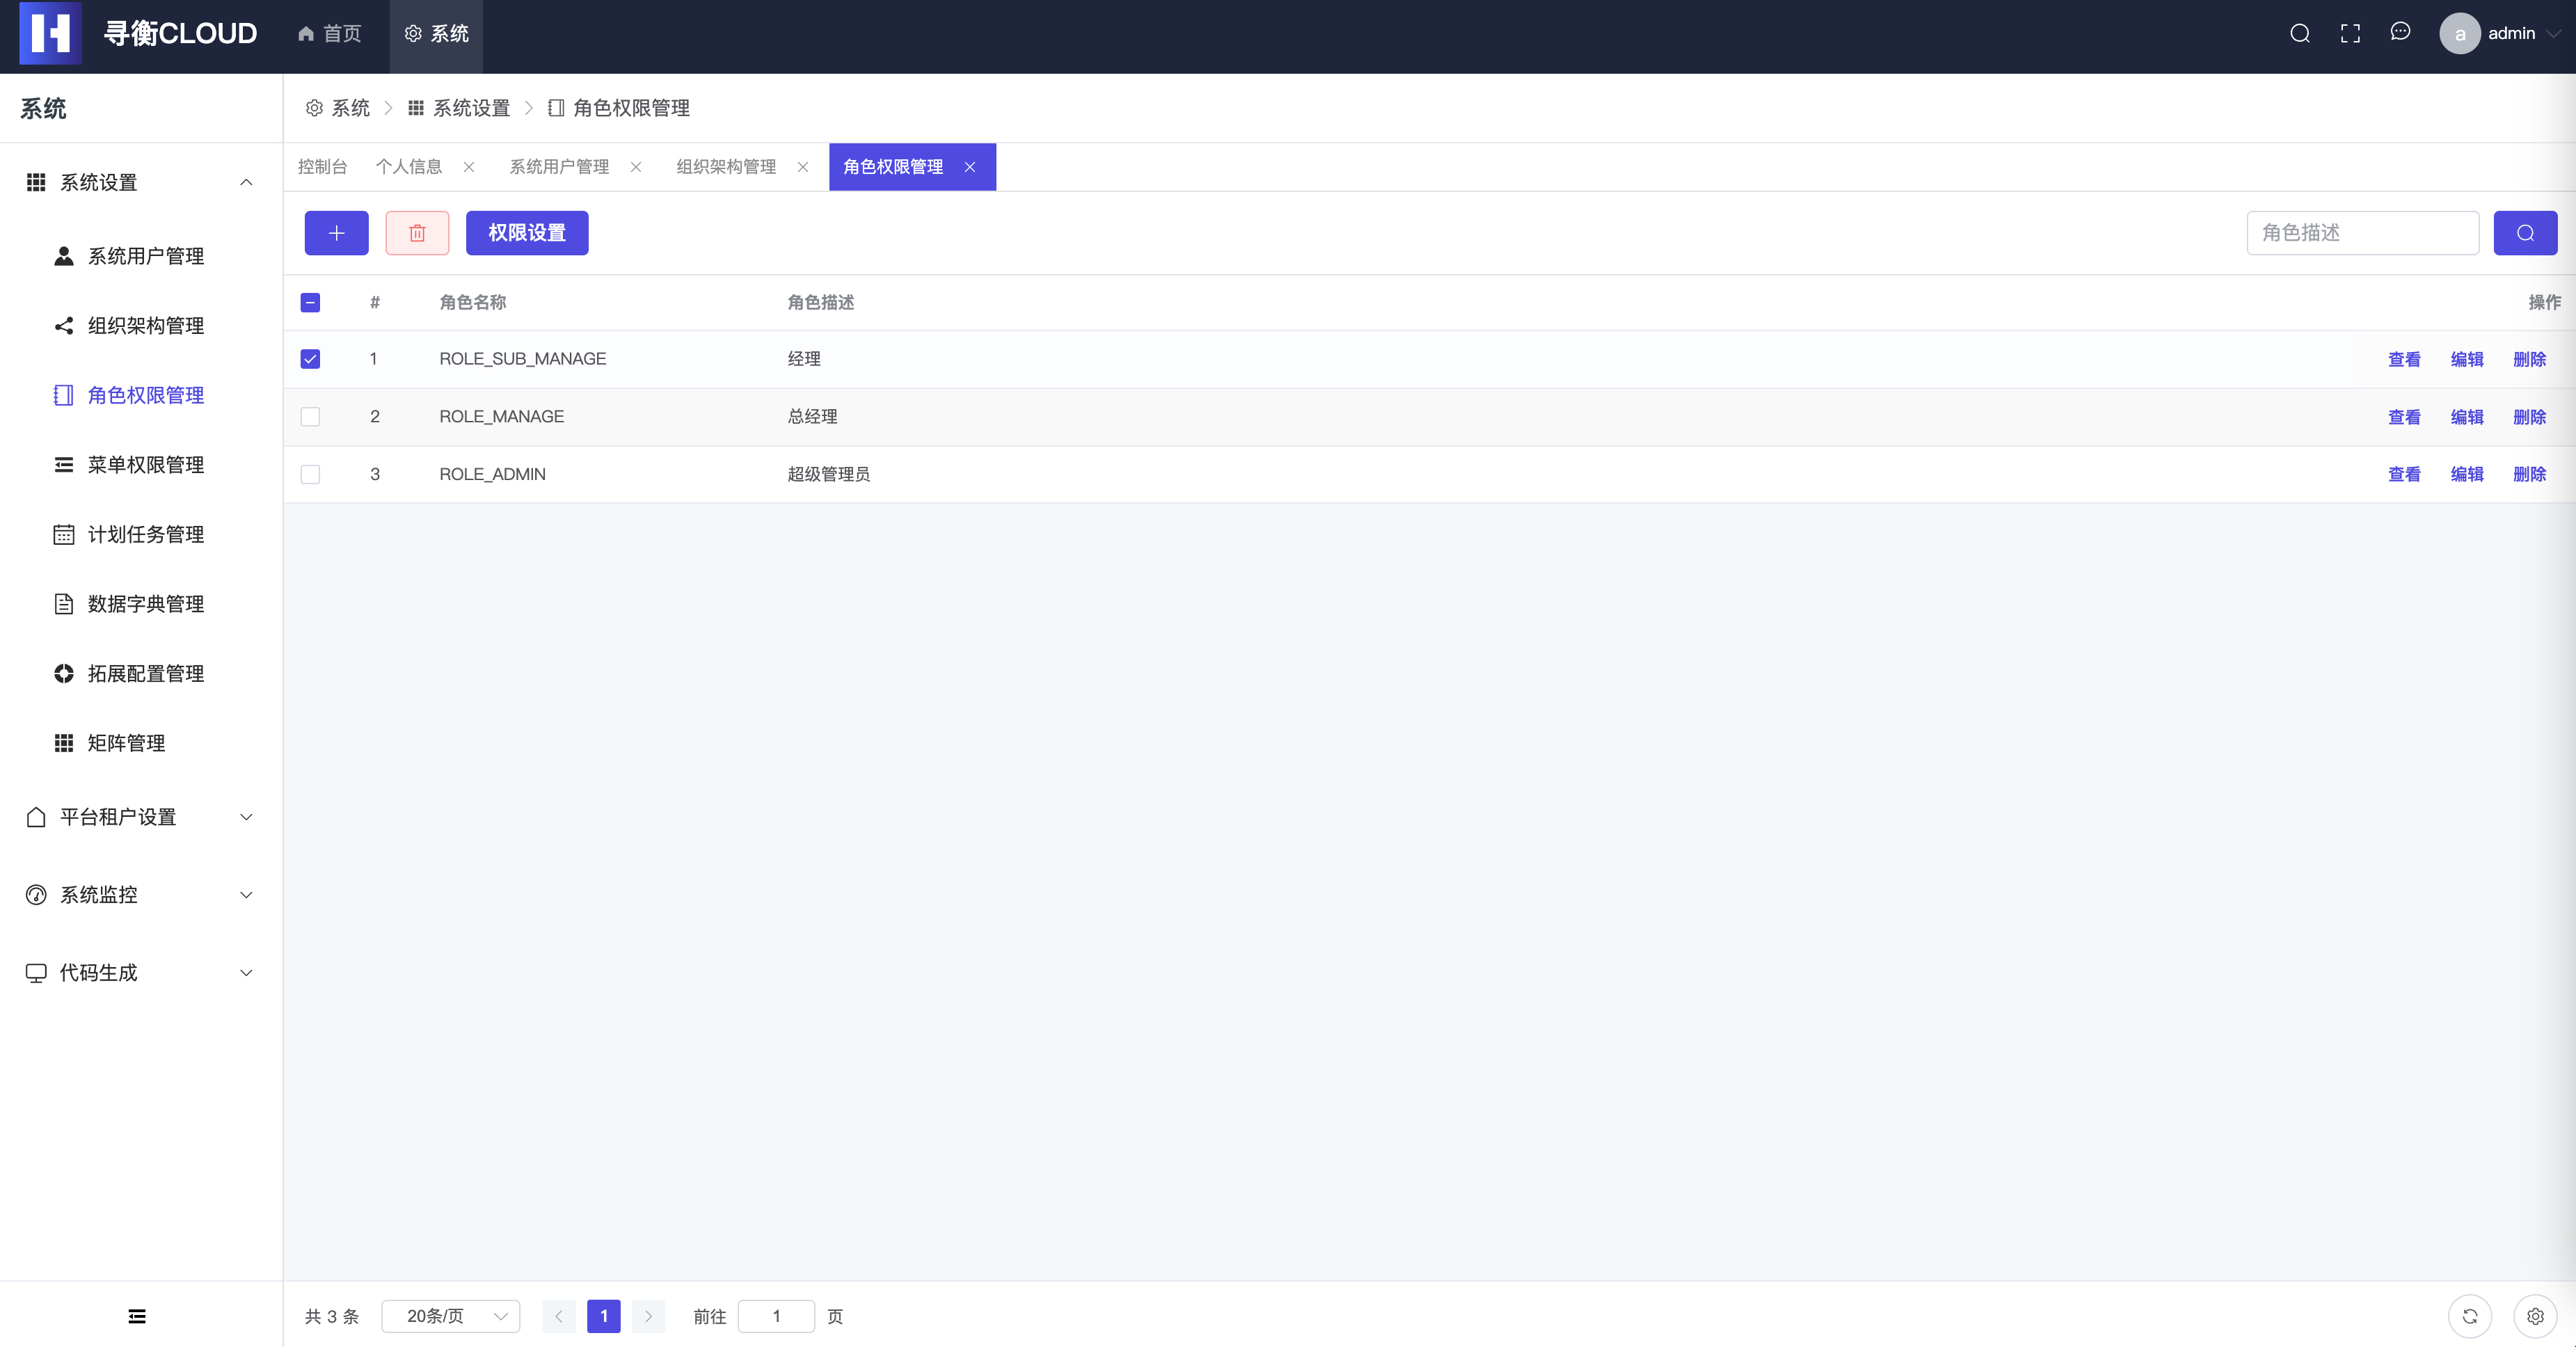 寻衡CLOUD
首页
系统
a
admin
系统
系统设置
系统用户管理
组织架构管理
角色权限管理
菜单权限管理
计划任务管理
数据字典管理
拓展配置管理
矩阵管理
平台租户设置
系统监控
代码生成
系统 系统设置 角色权限管理
控制台 个人信息 系统用户管理 组织架构管理 角色权限管理
权限设置
角色描述
# 角色名称 角色描述 操作
1 ROLE_SUB_MANAGE 经理 查看 编辑 删除
2 ROLE_MANAGE 总经理 查看 编辑 删除
3 ROLE_ADMIN 超级管理员 查看 编辑 删除
共 3 条 20条/页 1 前往 1 页